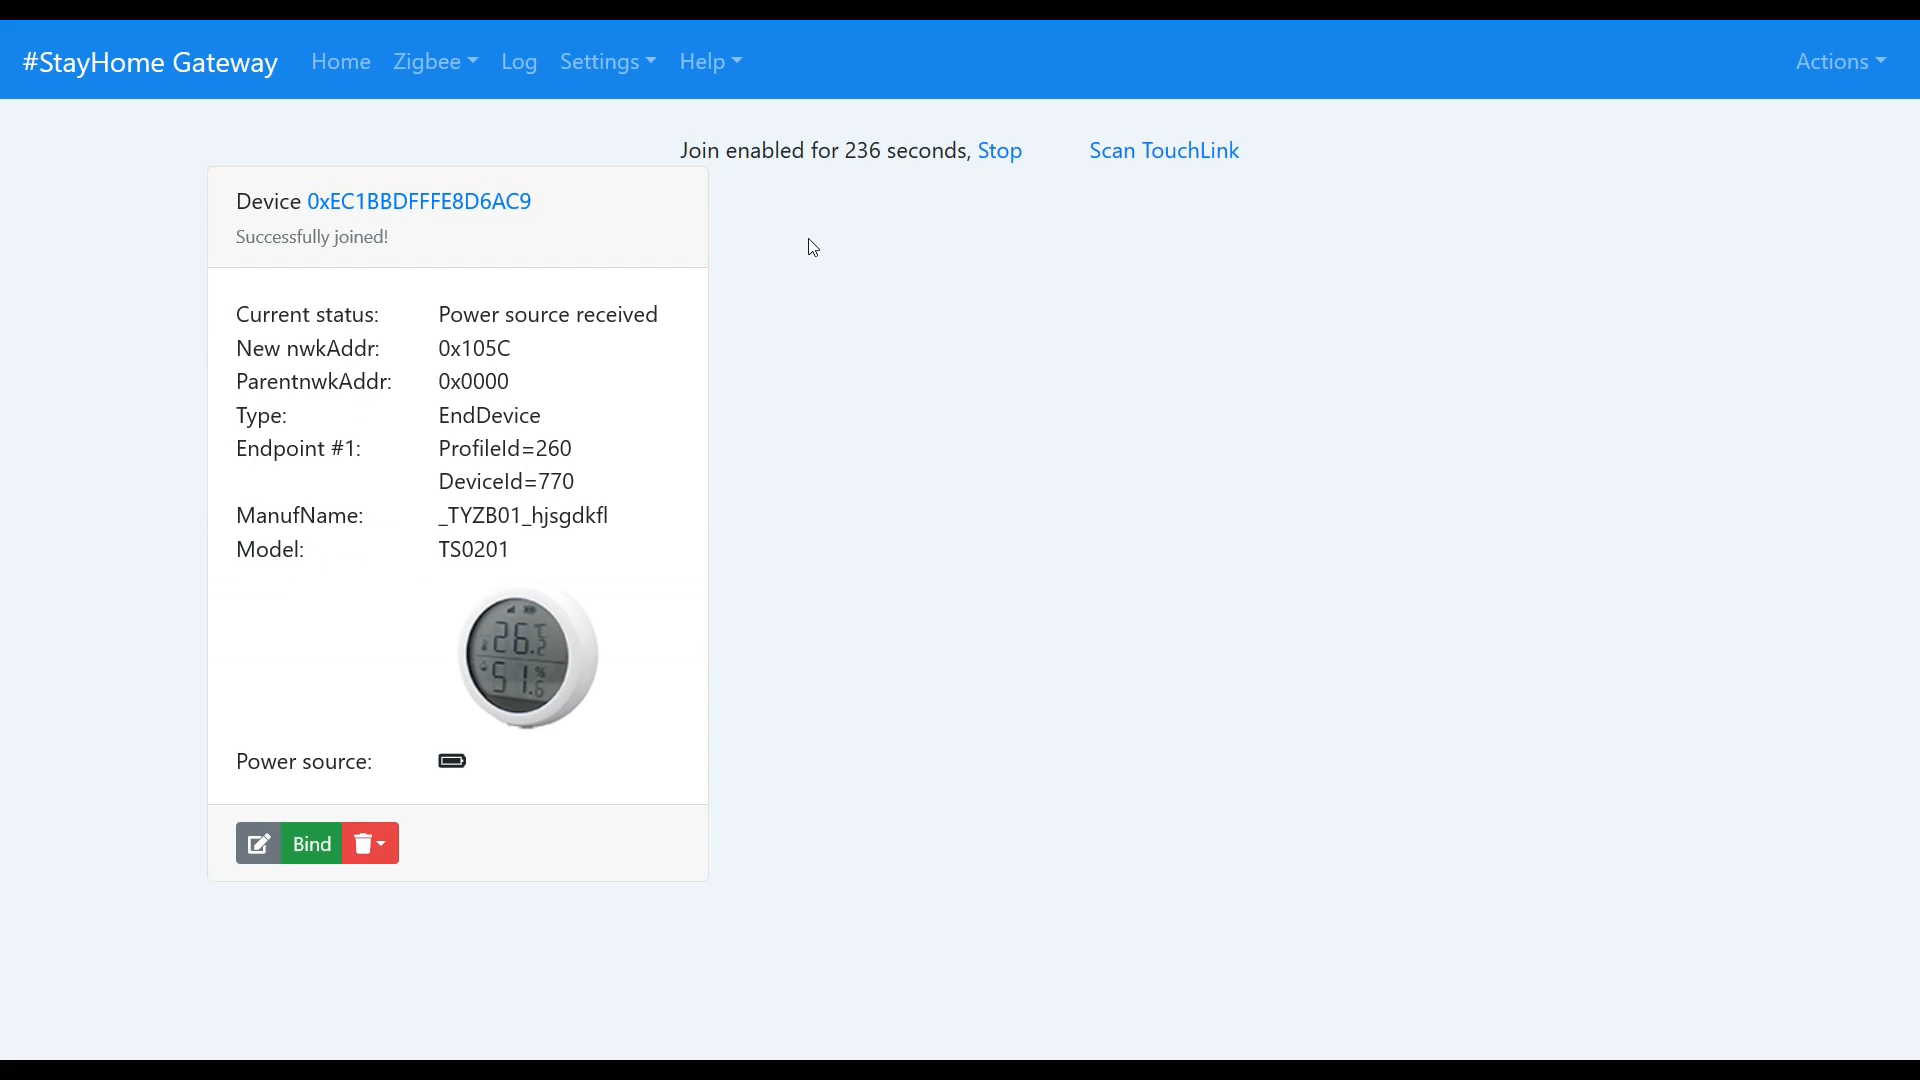 #StayHome Gateway Home Zigbee Log Settings Help Actions
Join enabled for 236 seconds, Stop Scan TouchLink
Device 0xEC1BBDFFFE8D6AC9
Successfully joined!
Current status: Power source received
New nwkAddr: 0x105C
ParentnwkAddr: 0x0000
Type: EndDevice
Endpoint #1: ProfileId=260
DeviceId=770
ManufName: _TYZB01_hjsgdkfl
Model: TS0201
26.2 ℃
51.6 %
Power source:
Bind